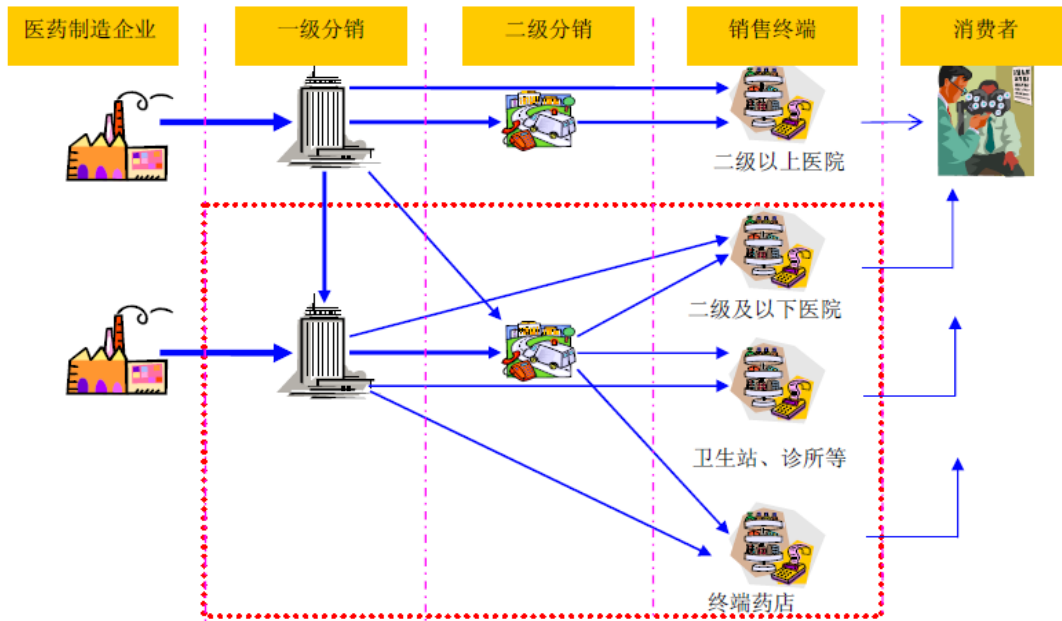 医药制造企业
一级分销
二级分销
销售终端
消费者
二级以上医院
二级及以下医院
卫生站、诊所等
终端药店